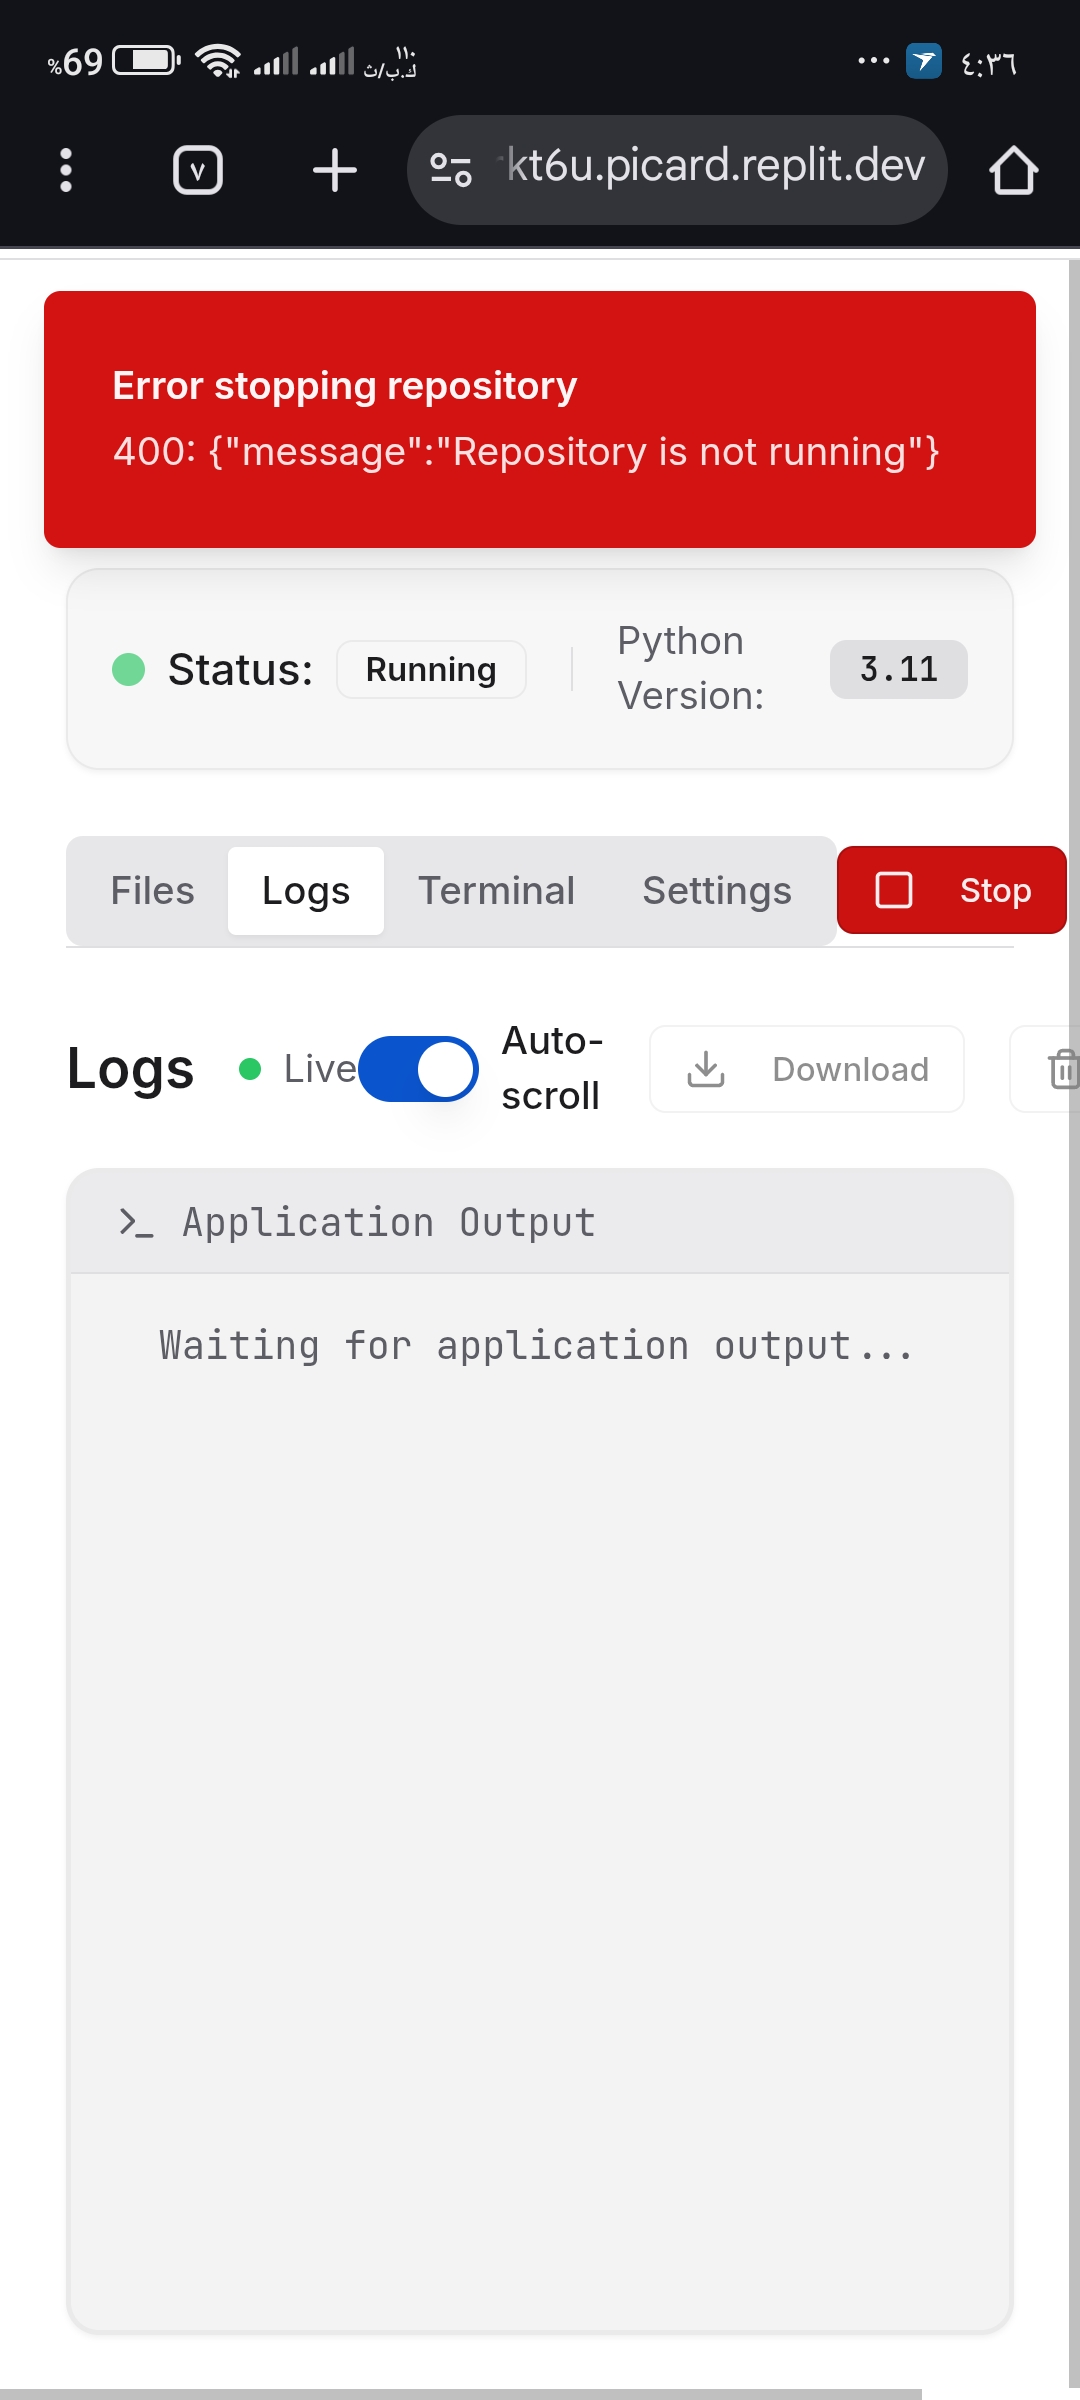 %69
١١٠
ك.ب/ث
٤:٣٦
٧
kt6u.picard.replit.dev
Error stopping repository
400: {"message":"Repository is not running"}
Status:
Running
Python
Version:
3.11
Files
Logs
Terminal
Settings
Stop
Logs
Live
Auto-
scroll
Download
Application Output
Waiting for application output...